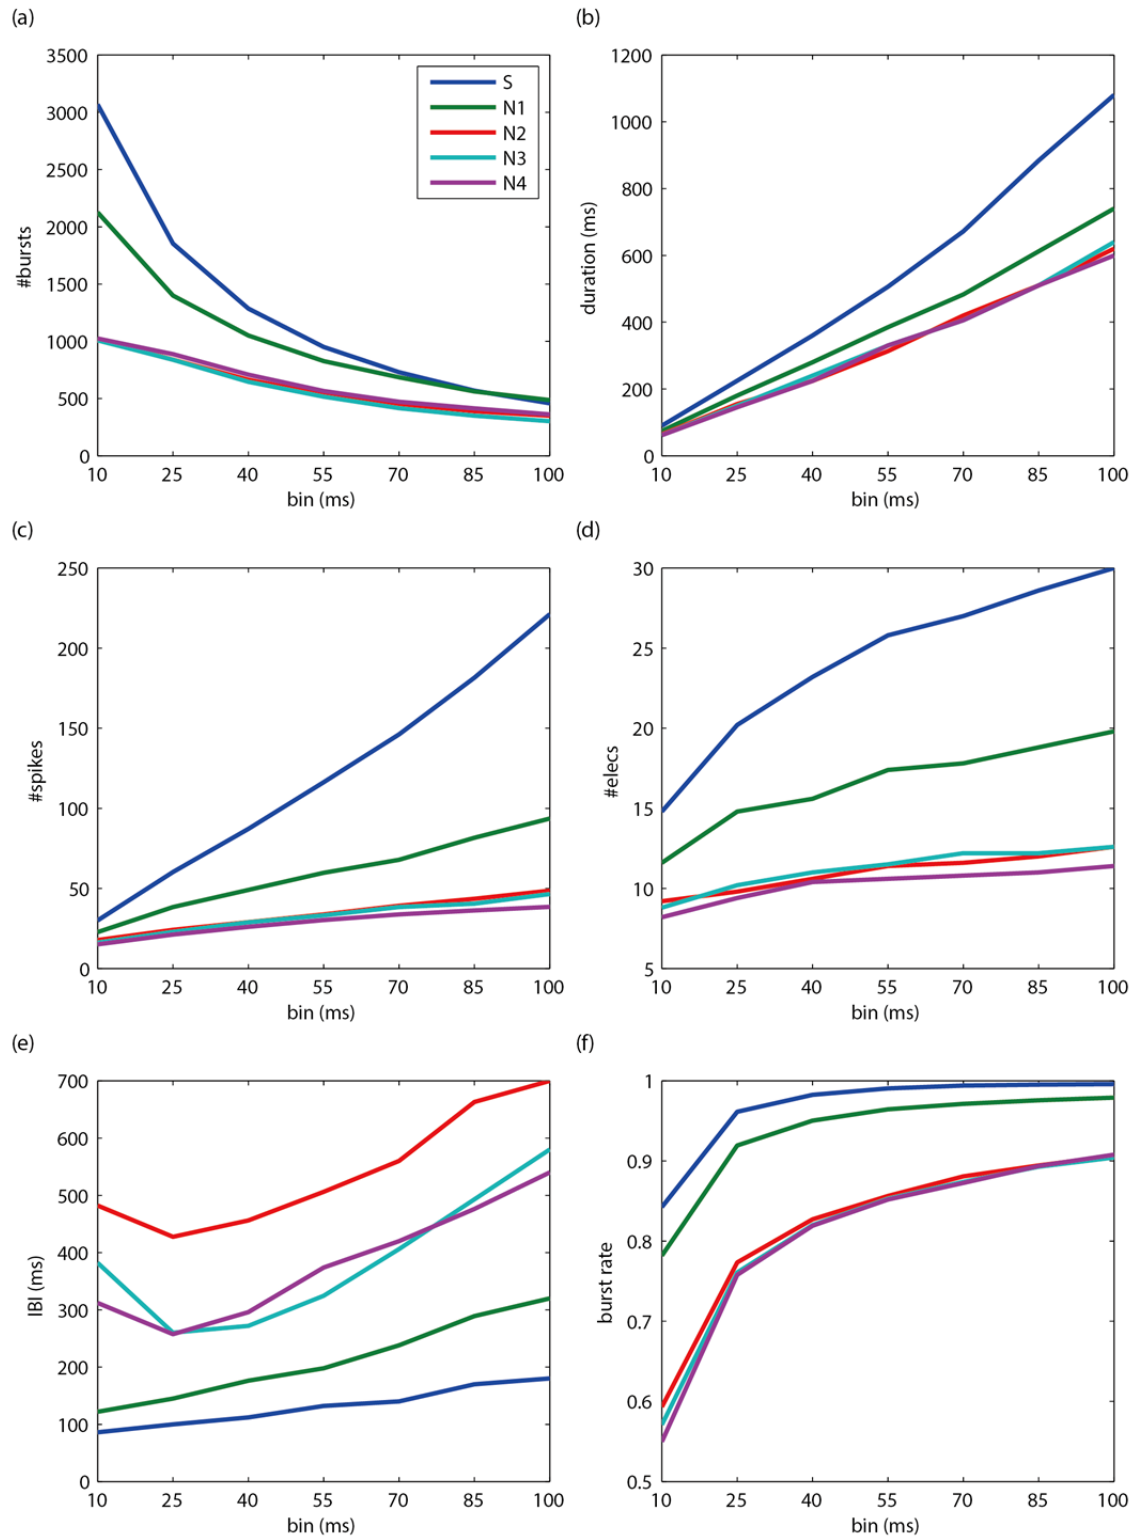 (a)
#bursts
3500
3000
2500
2000
1500
1000
500
0
S
N1
N2
N3
N4
10 25 40 55 70 85 100
bin (ms)
(b)
duration (ms)
1200
1000
800
600
400
200
0
10 25 40 55 70 85 100
bin (ms)
(c)
#spikes
250
200
150
100
50
0
10 25 40 55 70 85 100
bin (ms)
(d)
#elecs
30
25
20
15
10
5
10 25 40 55 70 85 100
bin (ms)
(e)
IBI (ms)
700
600
500
400
300
200
100
0
10 25 40 55 70 85 100
bin (ms)
(f)
burst rate
1
0.9
0.8
0.7
0.6
0.5
10 25 40 55 70 85 100
bin (ms)